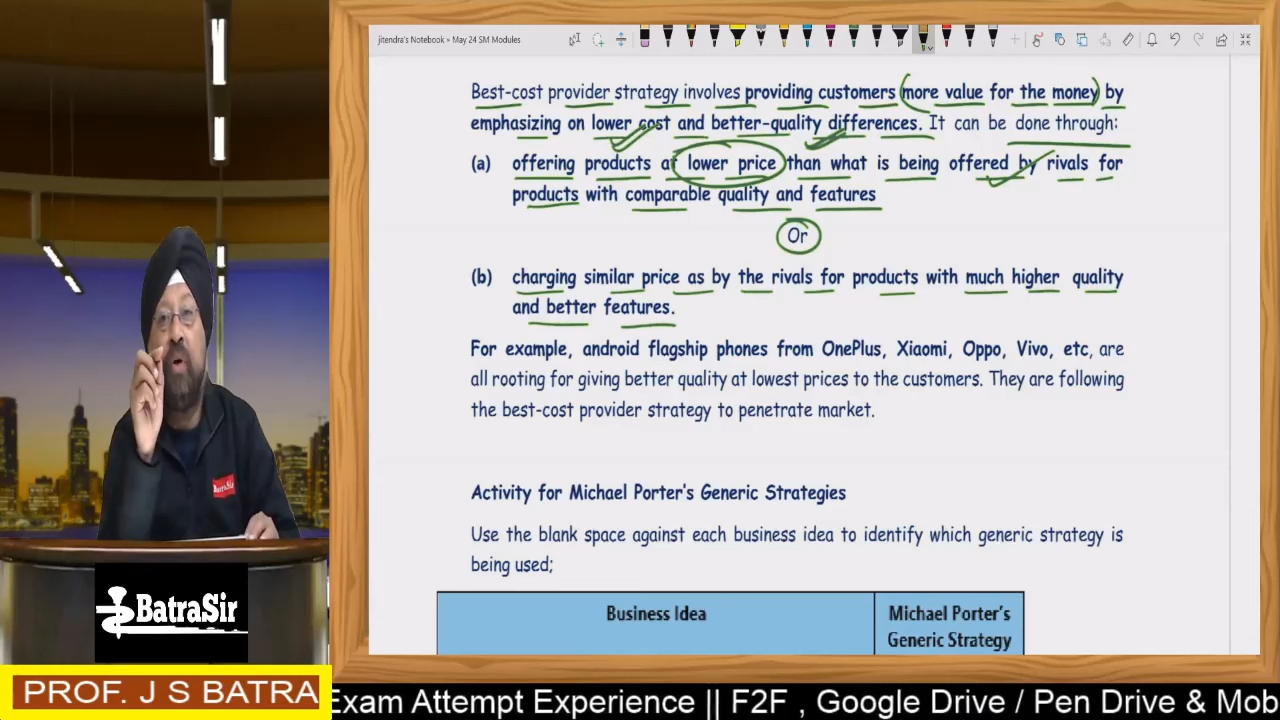 jitendra's Notebook » May 24 SM Modules
Best-cost provider strategy involves providing customers (more value for the money) by
emphasizing on lower cost and better-quality differences. It can be done through:
(a) offering products at lower price than what is being offered by rivals for
products with comparable quality and features
Or
(b) charging similar price as by the rivals for products with much higher quality
and better features.
For example, android flagship phones from OnePlus, Xiaomi, Oppo, Vivo, etc, are
all rooting for giving better quality at lowest prices to the customers. They are following
the best-cost provider strategy to penetrate market.
Activity for Michael Porter's Generic Strategies
Use the blank space against each business idea to identify which generic strategy is
being used;
Business Idea
Michael Porter's
Generic Strategy
BatraSir
BatraSir
PROF. J S BATRA
Exam Attempt Experience || F2F , Google Drive / Pen Drive & Mob